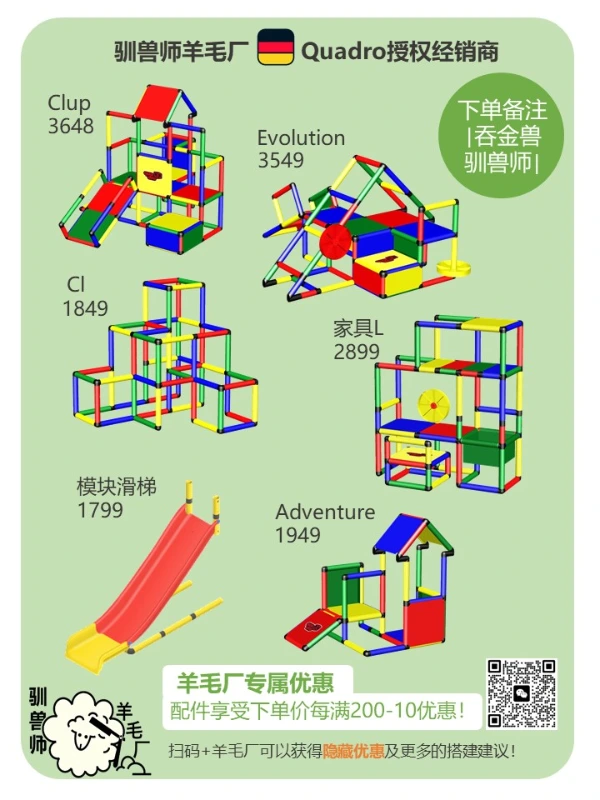 驯兽师羊毛厂 Quadro授权经销商
下单备注
|吞金兽
驯兽师|
Clup
3648
Evolution
3549
Cl
1849
家具L
2899
模块滑梯
1799
Adventure
1949
羊毛厂专属优惠
配件享受下单价每满200-10优惠！
驯兽师
羊毛厂
扫码+羊毛厂可以获得隐藏优惠及更多的搭建建议！